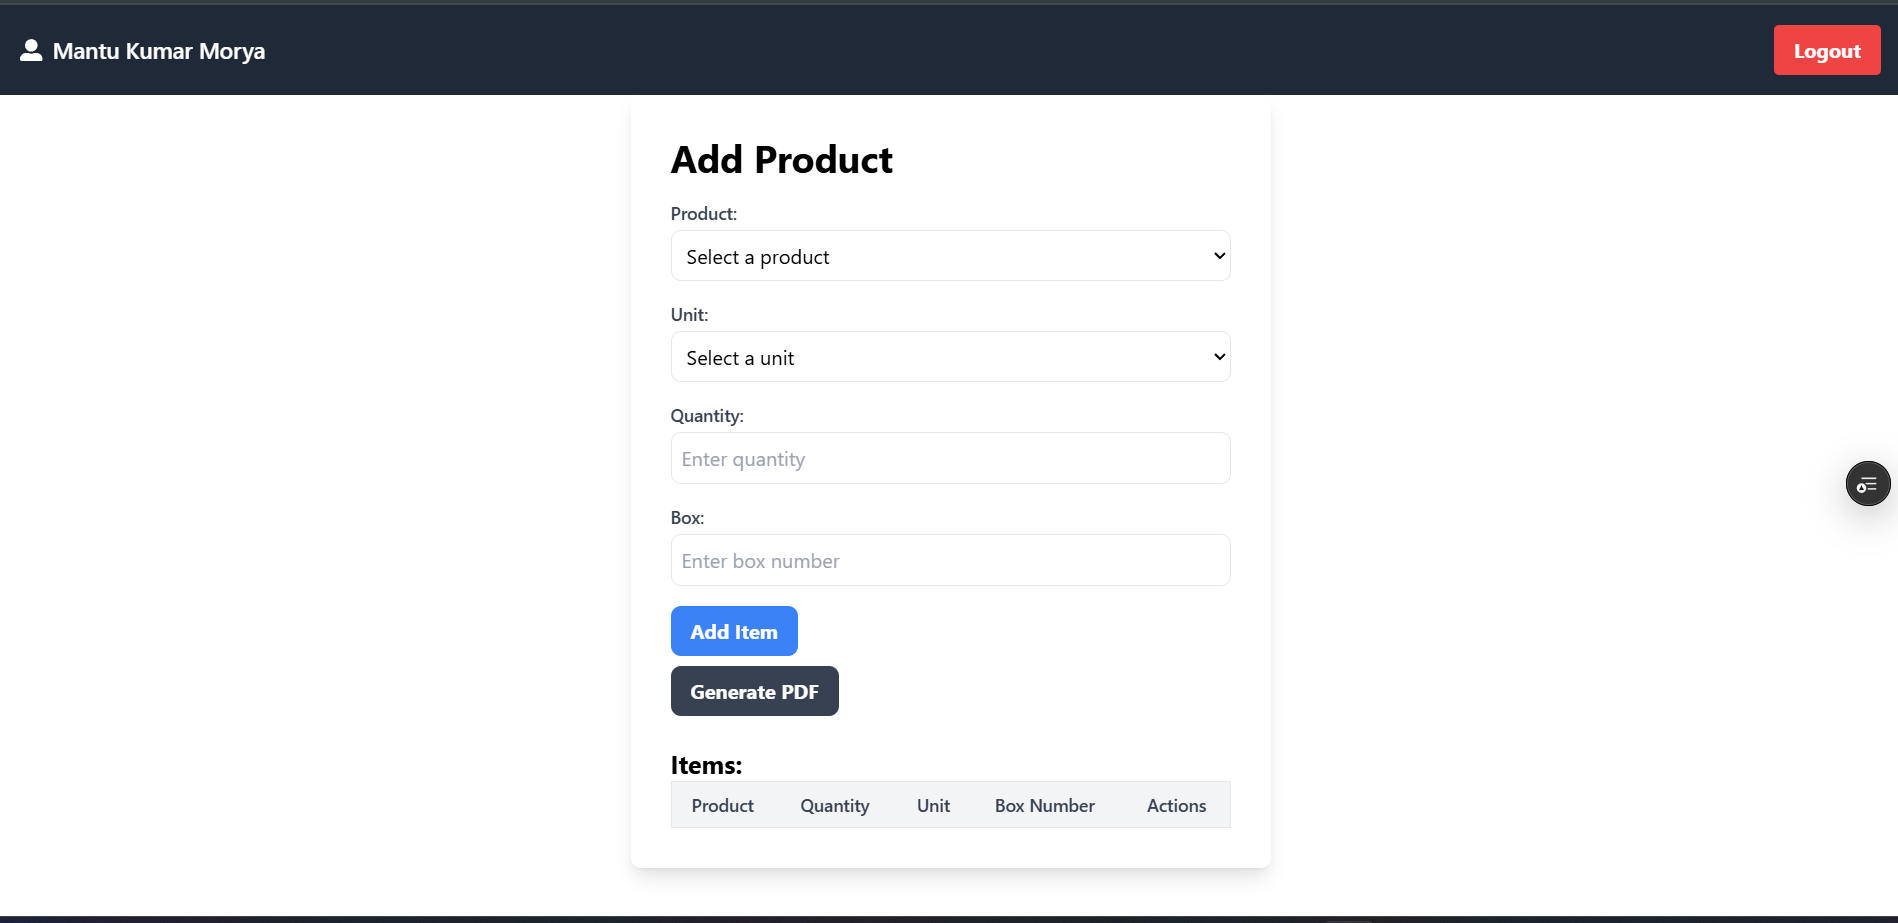 Mantu Kumar Morya
Logout
Add Product
Product:
Select a product
Unit:
Select a unit
Quantity:
Enter quantity
Box:
Enter box number
Add Item
Generate PDF
Items:
Product Quantity Unit Box Number Actions